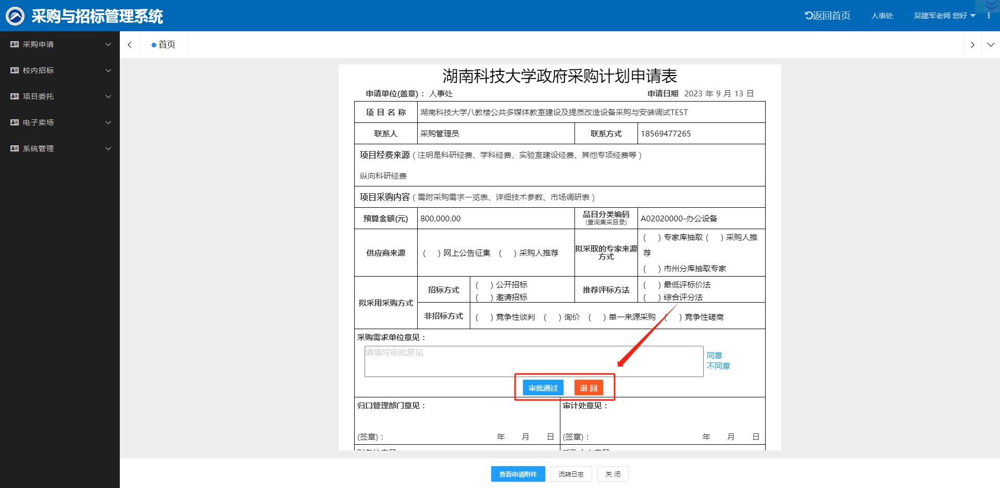 采购与招标管理系统
返回首页 人事处 吴建军老师 您好
采购申请
校内招标
项目委托
电子卖场
系统管理
首页
湖南科技大学政府采购计划申请表
申请单位(盖章)： 人事处 申请日期 2023 年 9 月 13 日
项 目 名 称 湖南科技大学八教楼公共多媒体教室建设及提质改造设备采购与安装调试TEST
联系人 采购管理员 联系方式 18569477265
项目经费来源（注明是科研经费、学科经费、实验室建设经费、其他专项经费等）
纵向科研经费
项目采购内容（需附采购需求一览表、详细技术参数、市场调研表）
预算金额(元) 800,000.00 品目分类编码 (查询集采目录) A02020000-办公设备
供应商来源 （ ）网上公告征集 （ ）采购人推荐 拟采取的专家来源方式 （ ）专家库抽取（ ）采购人推荐
（ ）市州分库抽取专家
拟采用采购方式 招标方式 （ ）公开招标
（ ）邀请招标
推荐评标方法 （ ）最低评标价法
（ ）综合评分法
非招标方式 （ ）竞争性谈判 （ ）询价 （ ）单一来源采购 （ ）竞争性磋商
采购需求单位意见：
请填写审批意见
同意
不同意
审批通过 退 回
归口管理部门意见： 审计处意见：
(签章)： 年 月 日 (签章)： 年 月 日
查看申请附件 流转日志 关 闭